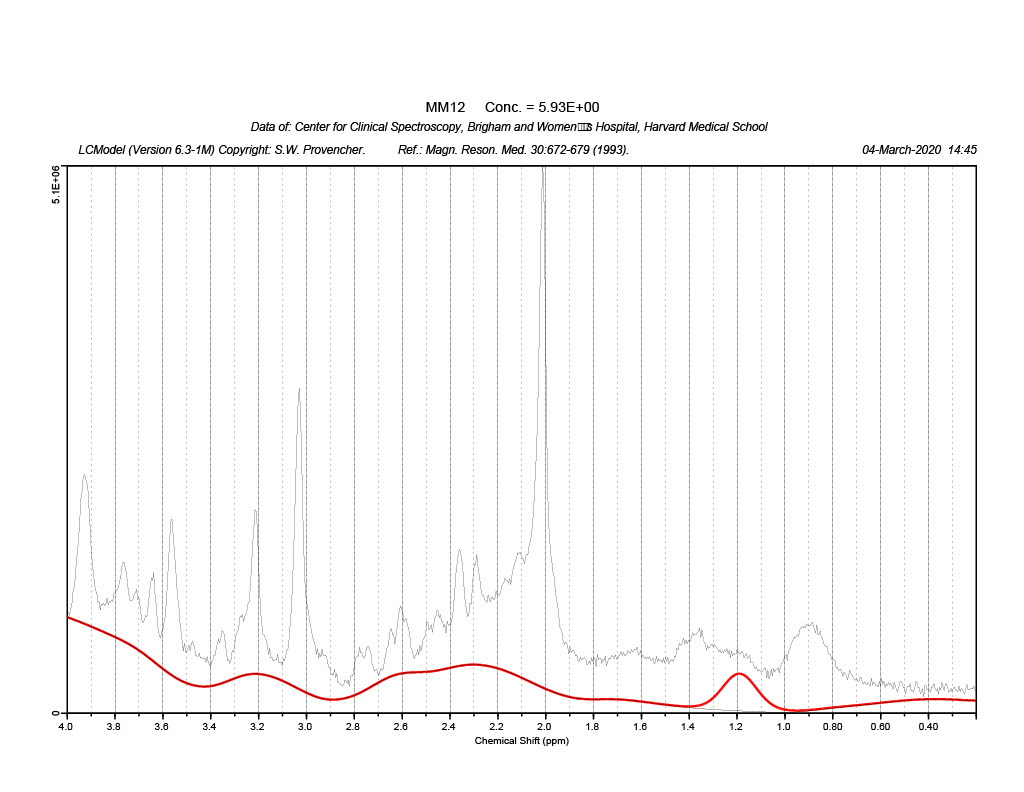 MM12 Conc. = 5.93E+00
Data of: Center for Clinical Spectroscopy, Brigham and Women□□□s Hospital, Harvard Medical School
LCModel (Version 6.3-1M) Copyright: S.W. Provencher. Ref.: Magn. Reson. Med. 30:672-679 (1993). 04-March-2020 14:45
5.1E+06
0
4.0 3.8 3.6 3.4 3.2 3.0 2.8 2.6 2.4 2.2 2.0 1.8 1.6 1.4 1.2 1.0 0.80 0.60 0.40
Chemical Shift (ppm)